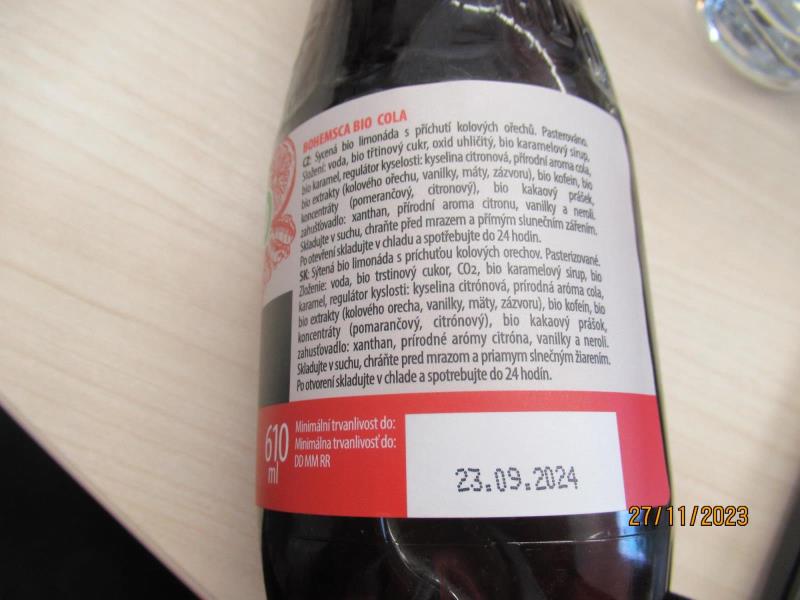 BOHEMSCA BIO COLA
CZ: Sycená bio limonáda s příchutí kolových ořechů. Pasterováno.
Složení: voda, bio třtinový cukr, oxid uhličitý, bio karamelový sirup,
bio karamel, regulátor kyselosti: kyselina citronová, přírodní aroma cola,
bio extrakty (kolového ořechu, vanilky, máty, zázvoru), bio kofein, bio
koncentráty (pomerančový, citronový), bio kakaový prášek,
zahušťovadlo: xanthan, přírodní aroma citronu, vanilky a neroli.
Skladujte v suchu, chraňte před mrazem a přímým slunečním zářením.
Po otevření skladujte v chladu a spotřebujte do 24 hodin.
SK: Sýtená bio limonáda s príchuťou kolových orechov. Pasterizované.
Zloženie: voda, bio trstinový cukor, CO2, bio karamelový sirup, bio
karamel, regulátor kyslosti: kyselina citrónová, prírodná aróma cola,
bio extrakty (kolového orecha, vanilky, mäty, zázvoru), bio kofeín, bio
koncentráty (pomarančový, citrónový), bio kakaový prášok,
zahusťovadlo: xanthan, prírodné arómy citróna, vanilky a neroli.
Skladujte v suchu, chráňte pred mrazom a priamym slnečným žiarením.
Po otvorení skladujte v chlade a spotrebujte do 24 hodín.
610 ml
Minimální trvanlivost do:
Minimálna trvanlivosť do:
DD MM RR
23.09.2024
27/11/2023